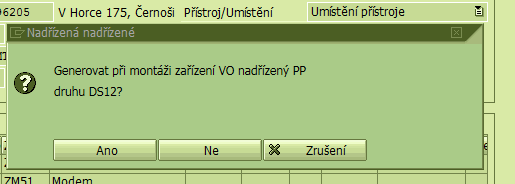 06205 V Horce 175, Černoši Přístroj/Umístění Umístění přístroje
Nadřízená nadřízené
Generovat při montáži zařízení VO nadřízený PP
druhu DS12?
Ano Ne Zrušení
ZM51 Modem